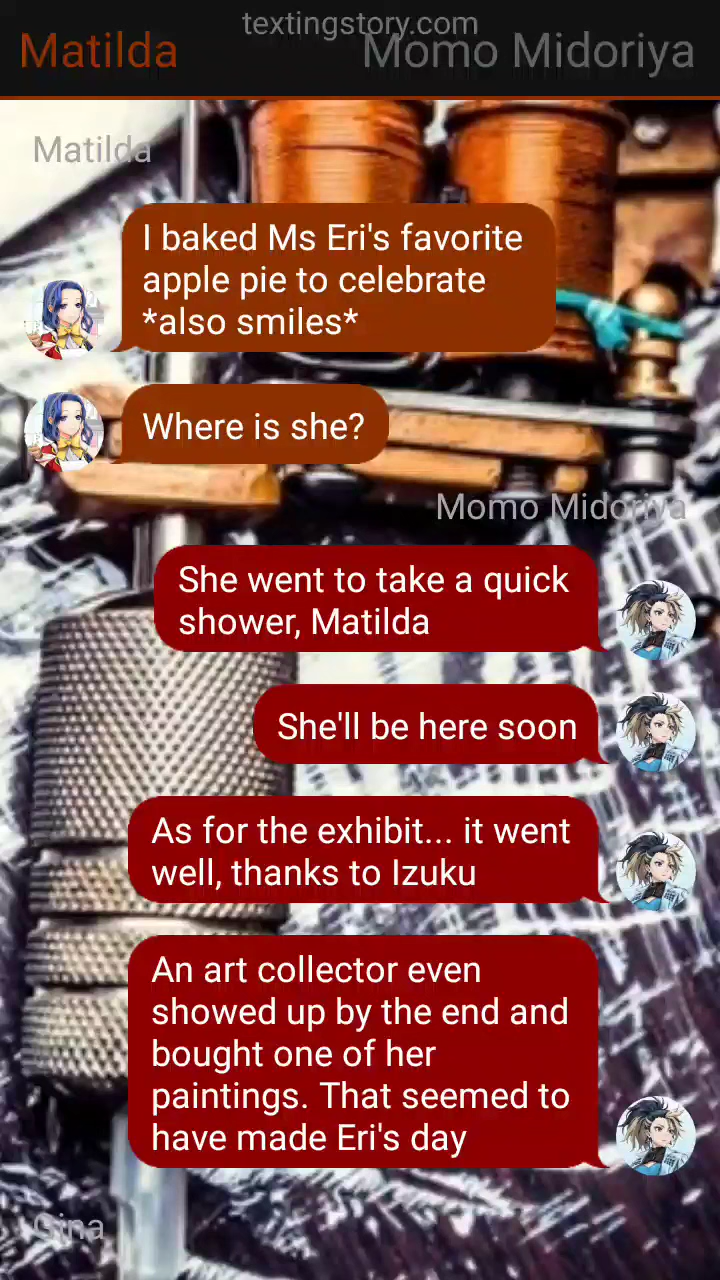 textingstory.com
Matilda
Momo Midoriya
Matilda
I baked Ms Eri's favorite
apple pie to celebrate
*also smiles*
Where is she?
Momo Midoriya
She went to take a quick
shower, Matilda
She'll be here soon
As for the exhibit... it went
well, thanks to Izuku
An art collector even
showed up by the end and
bought one of her
paintings. That seemed to
have made Eri's day
Gina